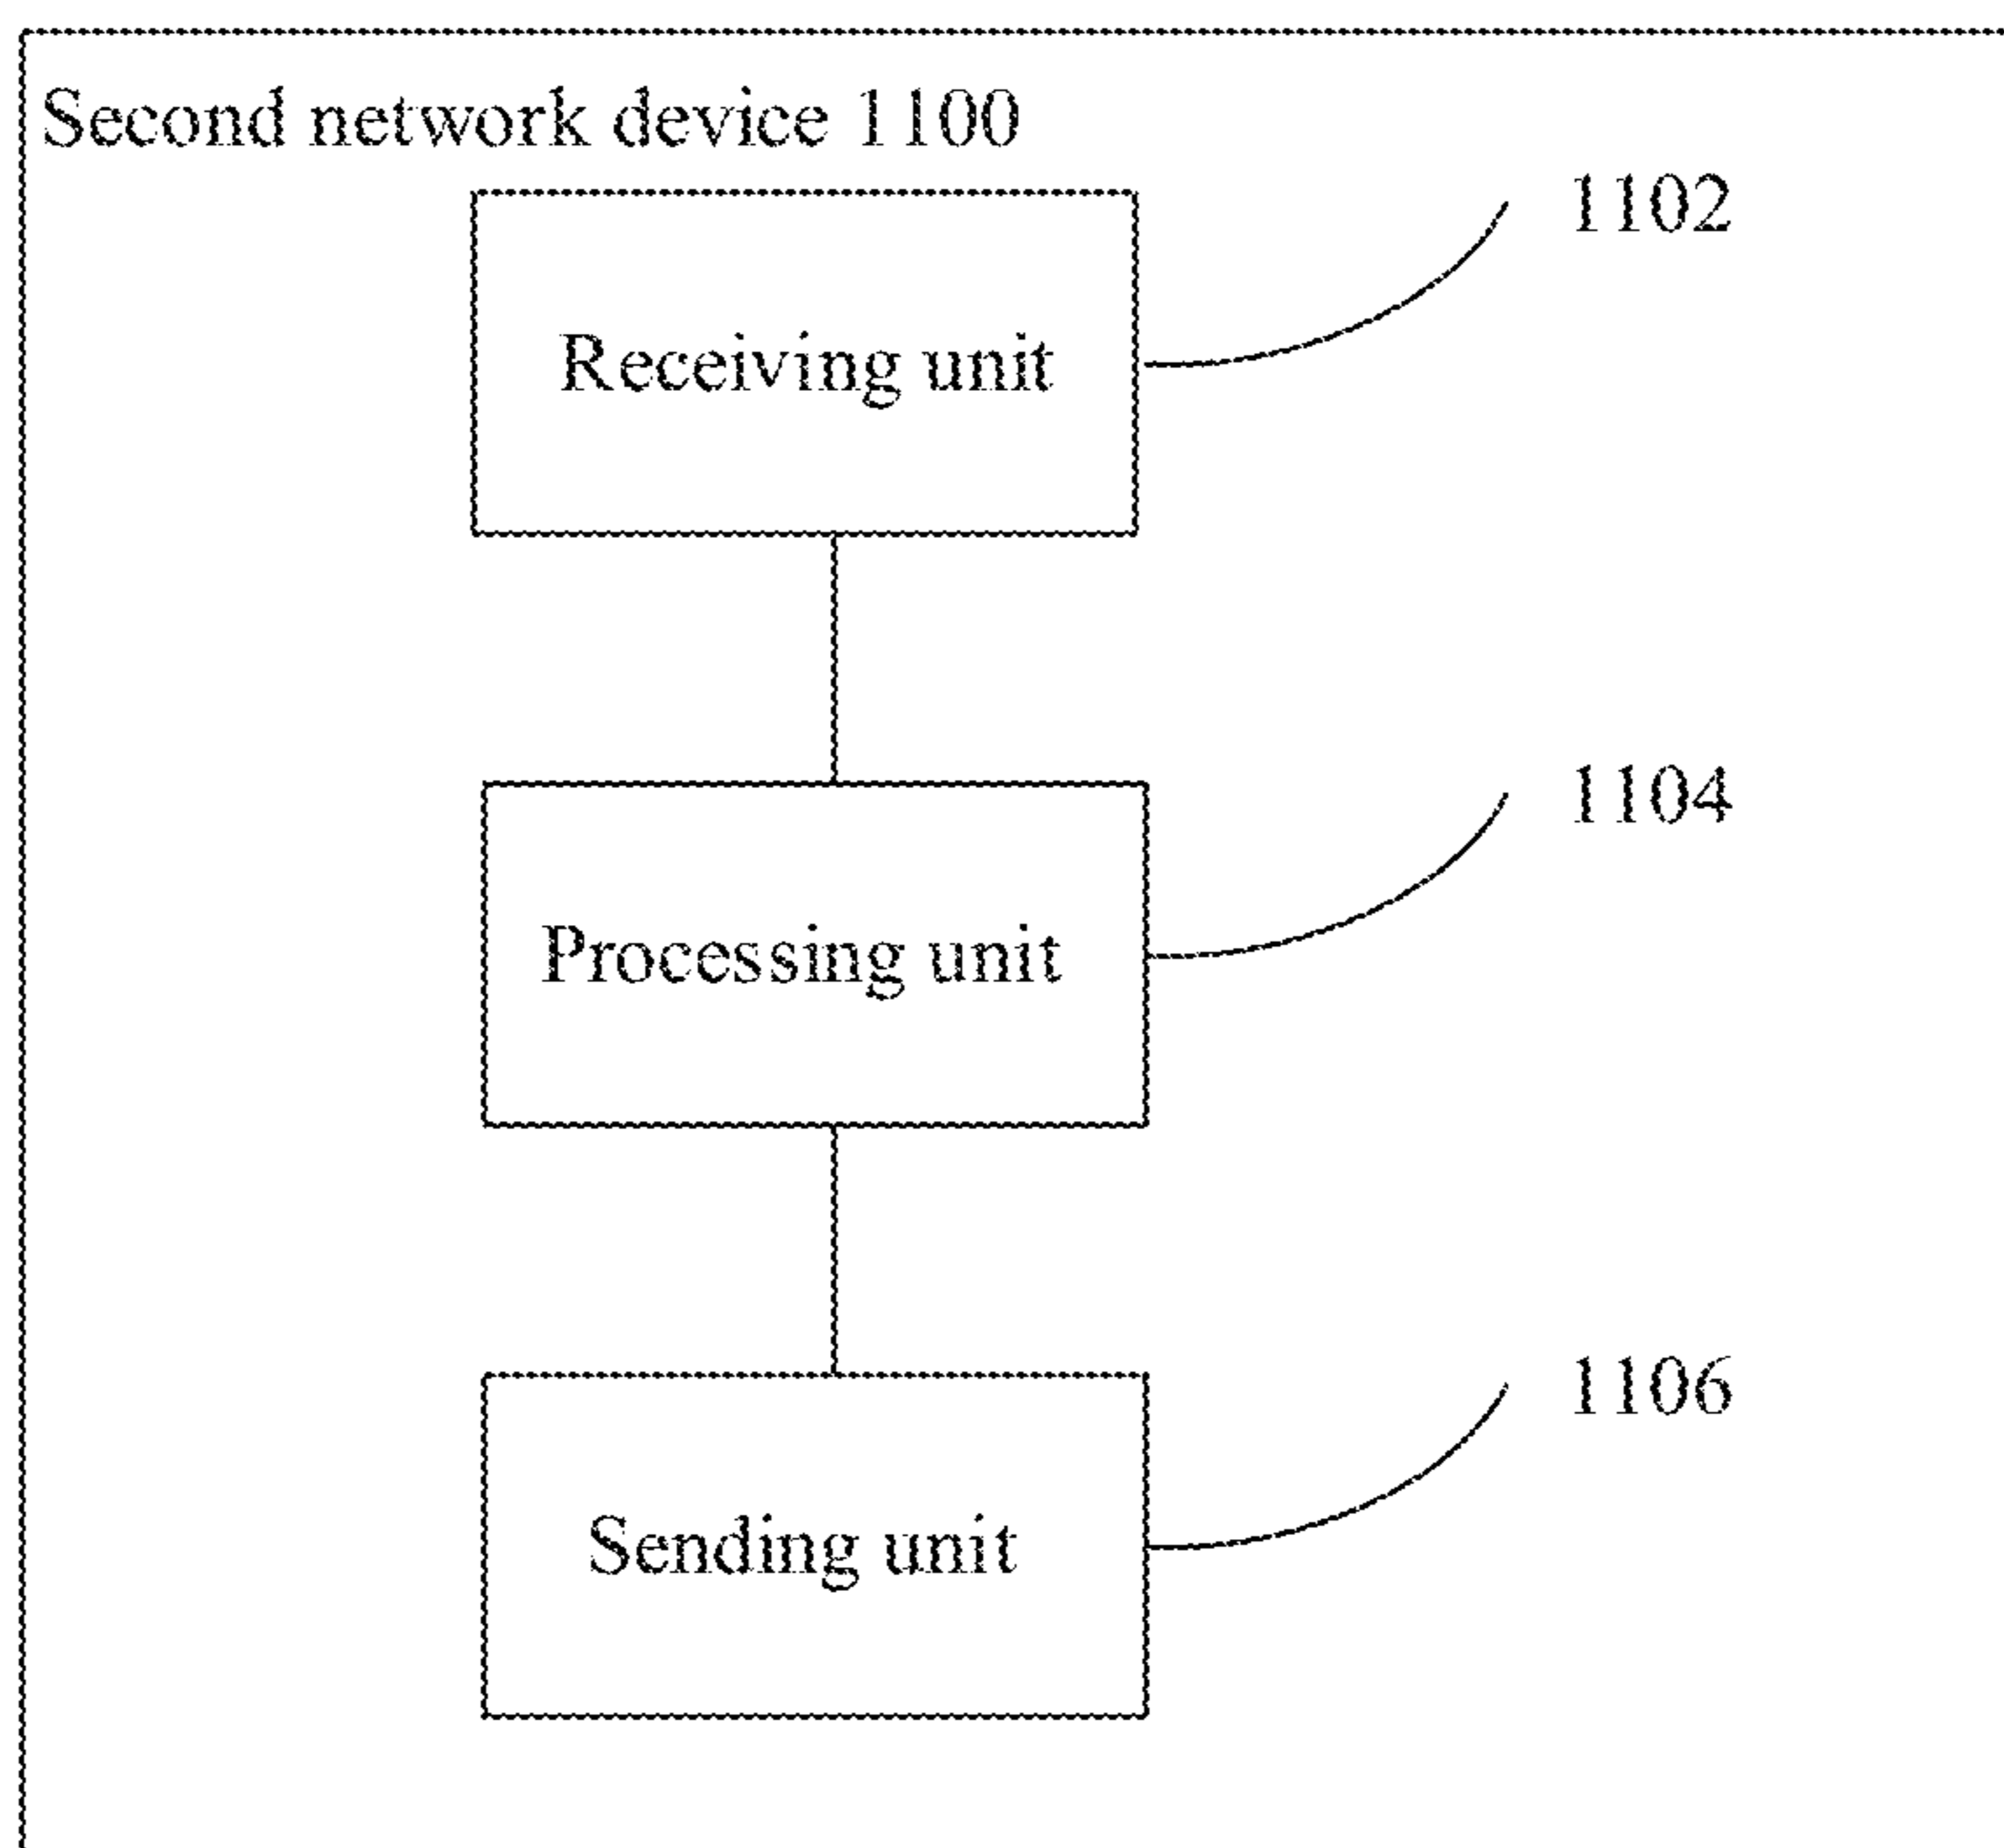 Second network device 1100
1102
Receiving unit
1104
Processing unit
1106
Sending unit